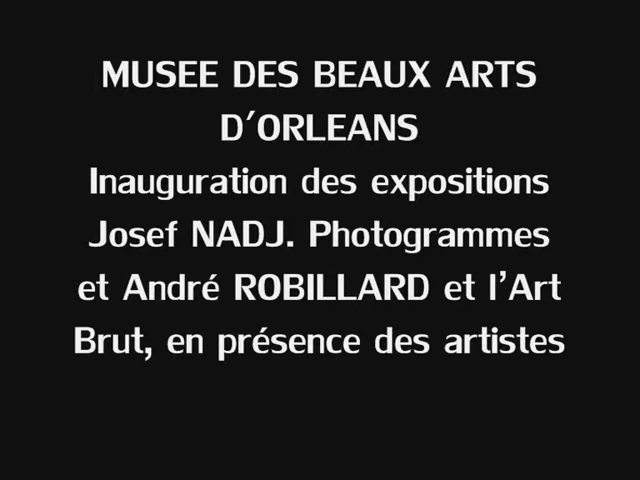 MUSEE DES BEAUX ARTS
D'ORLEANS
Inauguration des expositions
Josef NADJ. Photogrammes
et André ROBILLARD et l'Art
Brut, en présence des artistes